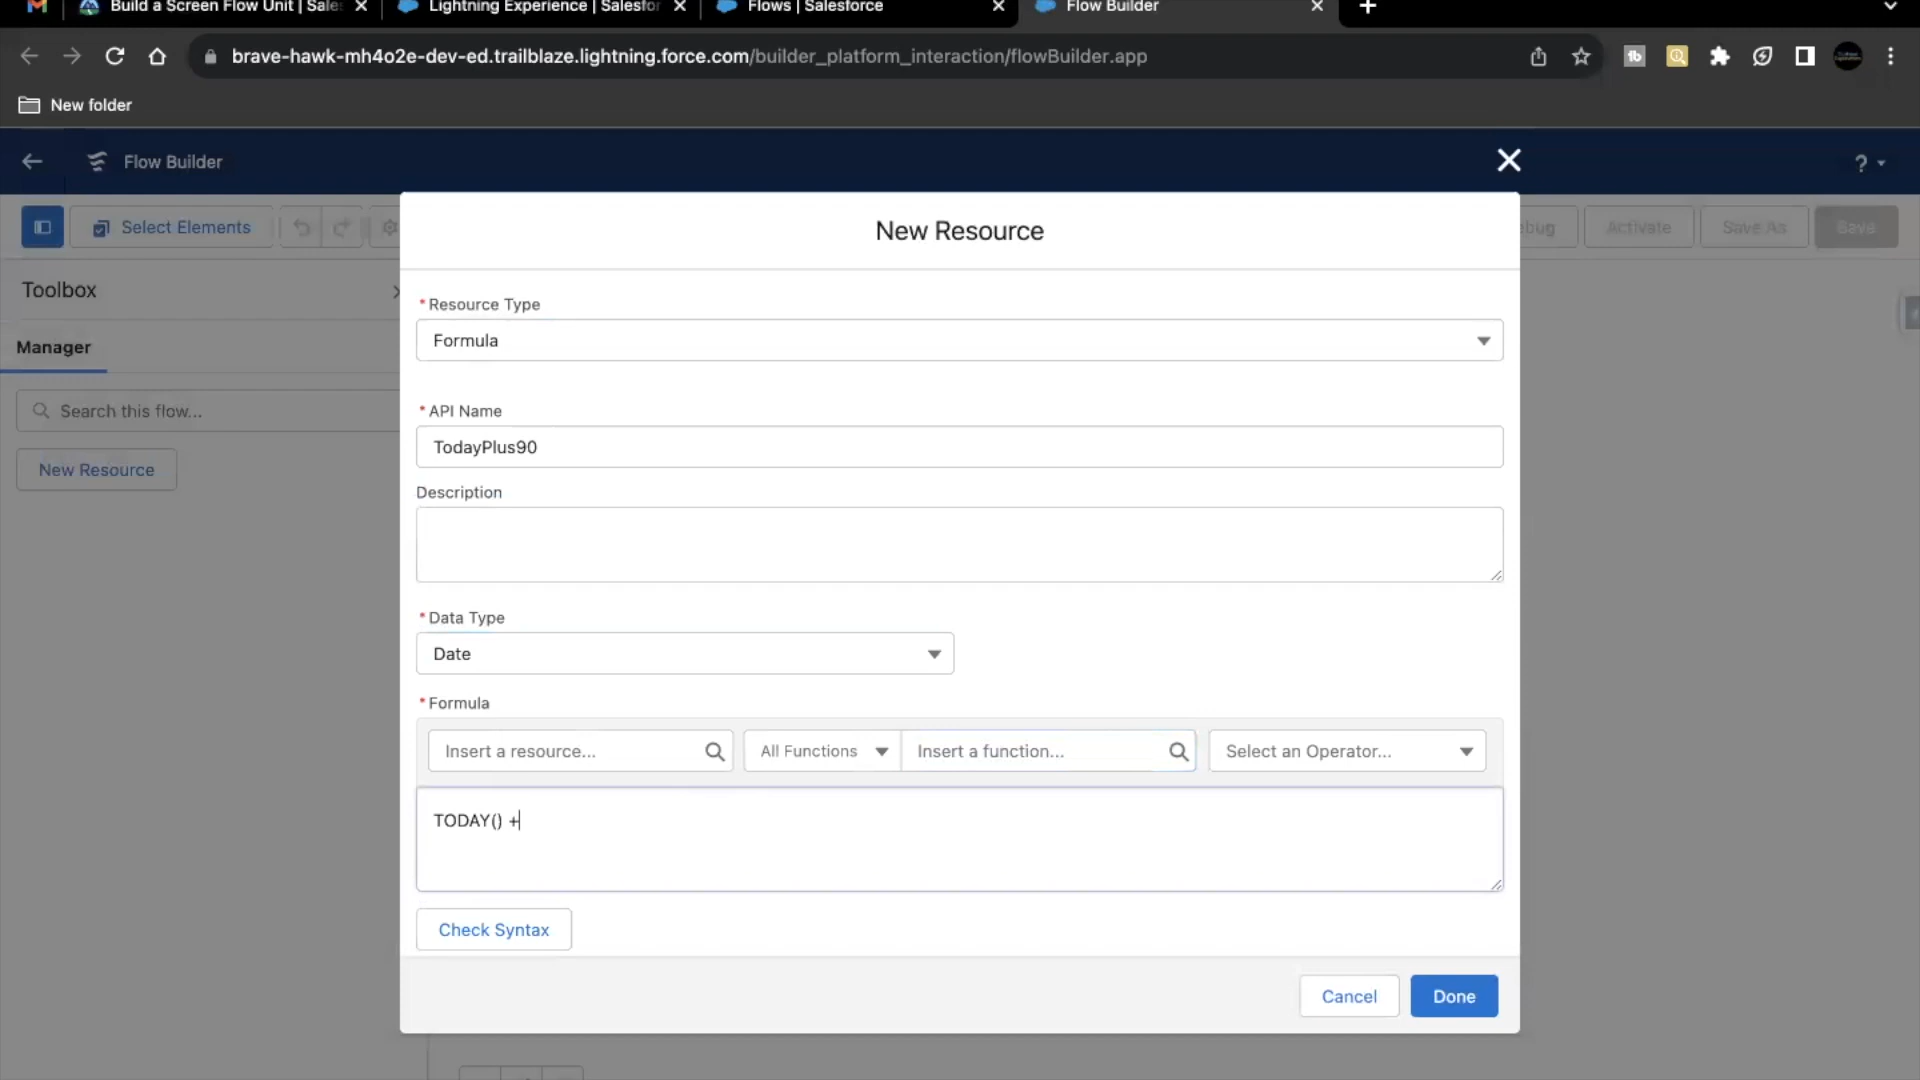 Build a Screen Flow Unit | Sales
Lightning Experience | Salesfor
Flows | Salesforce
Flow Builder
brave-hawk-mh4o2e-dev-ed.trailblaze.lightning.force.com/builder_platform_interaction/flowBuilder.app
New folder
Flow Builder
?
Select Elements
ebug
Activate
Save As
Save
New Resource
Toolbox
Manager
Search this flow...
New Resource
* Resource Type
Formula
* API Name
TodayPlus90
Description
* Data Type
Date
* Formula
Insert a resource...
All Functions
Insert a function...
Select an Operator...
TODAY() +
Check Syntax
Cancel
Done